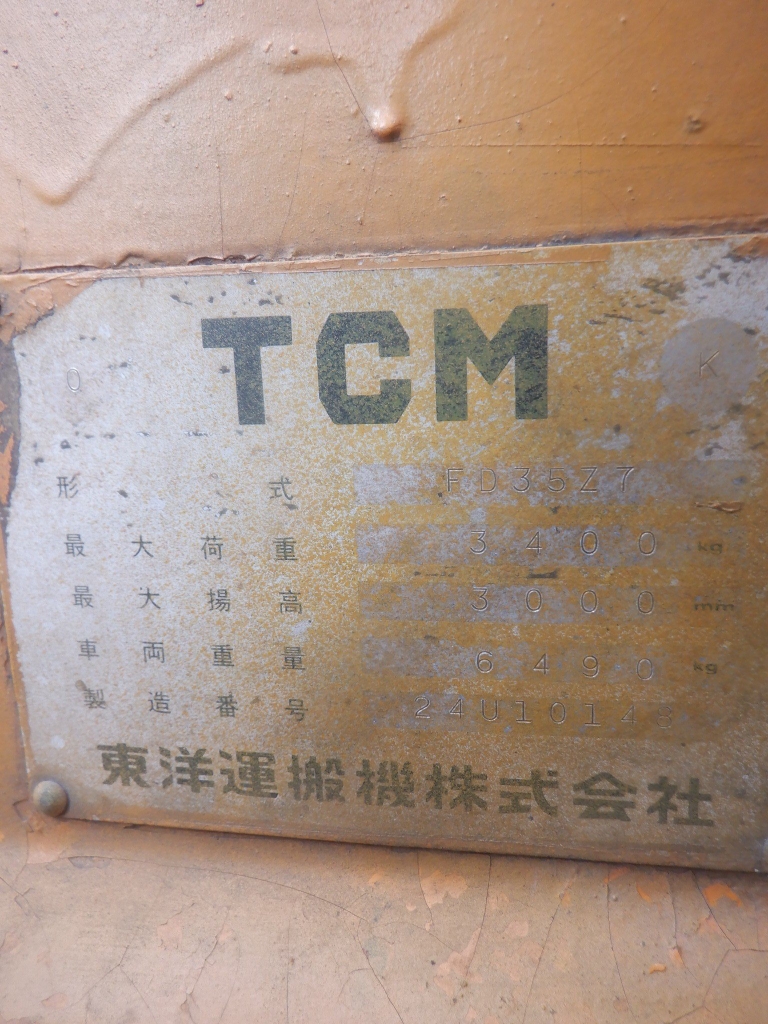 TCM
O K
形式 FD35Z7
最大荷重 3400 kg
最大揚高 3000 mm
車両重量 6490 kg
製造番号 24U10148
東洋運搬機株式会社